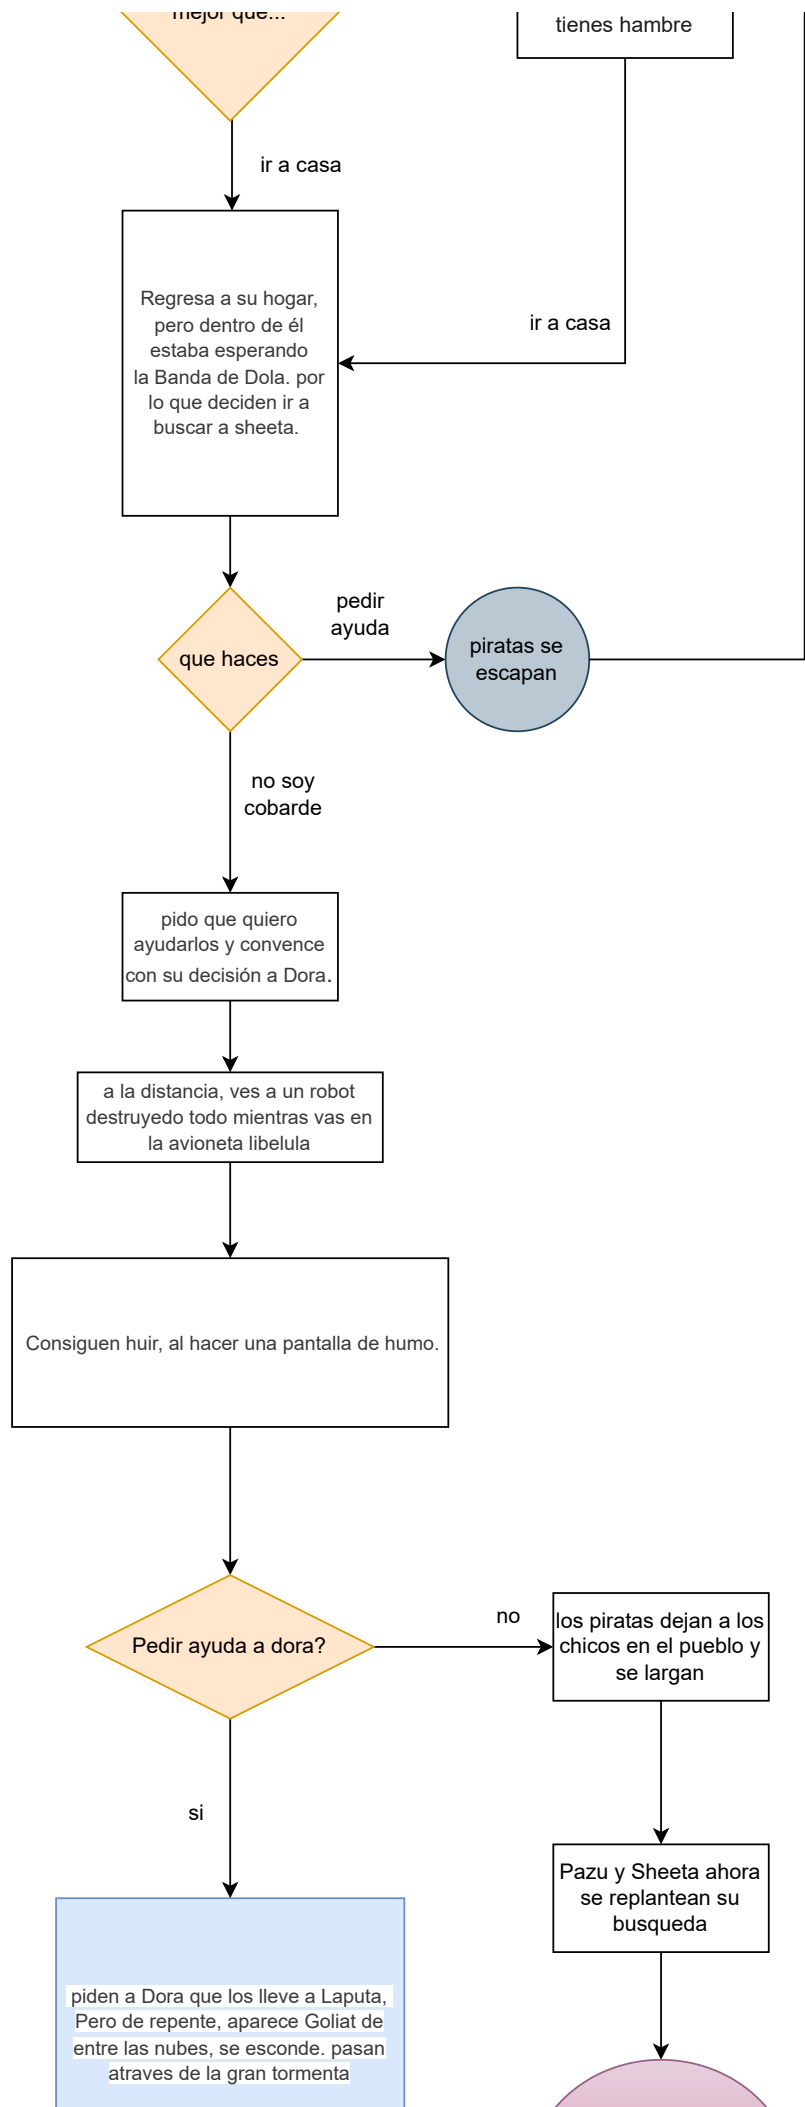 mejor que...
tienes hambre
ir a casa
Regresa a su hogar,
pero dentro de él
estaba esperando
la Banda de Dola. por
lo que deciden ir a
buscar a sheeta.
ir a casa
que haces
pedir
ayuda
piratas se
escapan
no soy
cobarde
pido que quiero
ayudarlos y convence
con su decisión a Dora.
a la distancia, ves a un robot
destruyedo todo mientras vas en
la avioneta libelula
Consiguen huir, al hacer una pantalla de humo.
Pedir ayuda a dora?
no
los piratas dejan a los
chicos en el pueblo y
se largan
si
Pazu y Sheeta ahora
se replantean su
busqueda
piden a Dora que los lleve a Laputa,
Pero de repente, aparece Goliat de
entre las nubes, se esconde. pasan
atraves de la gran tormenta